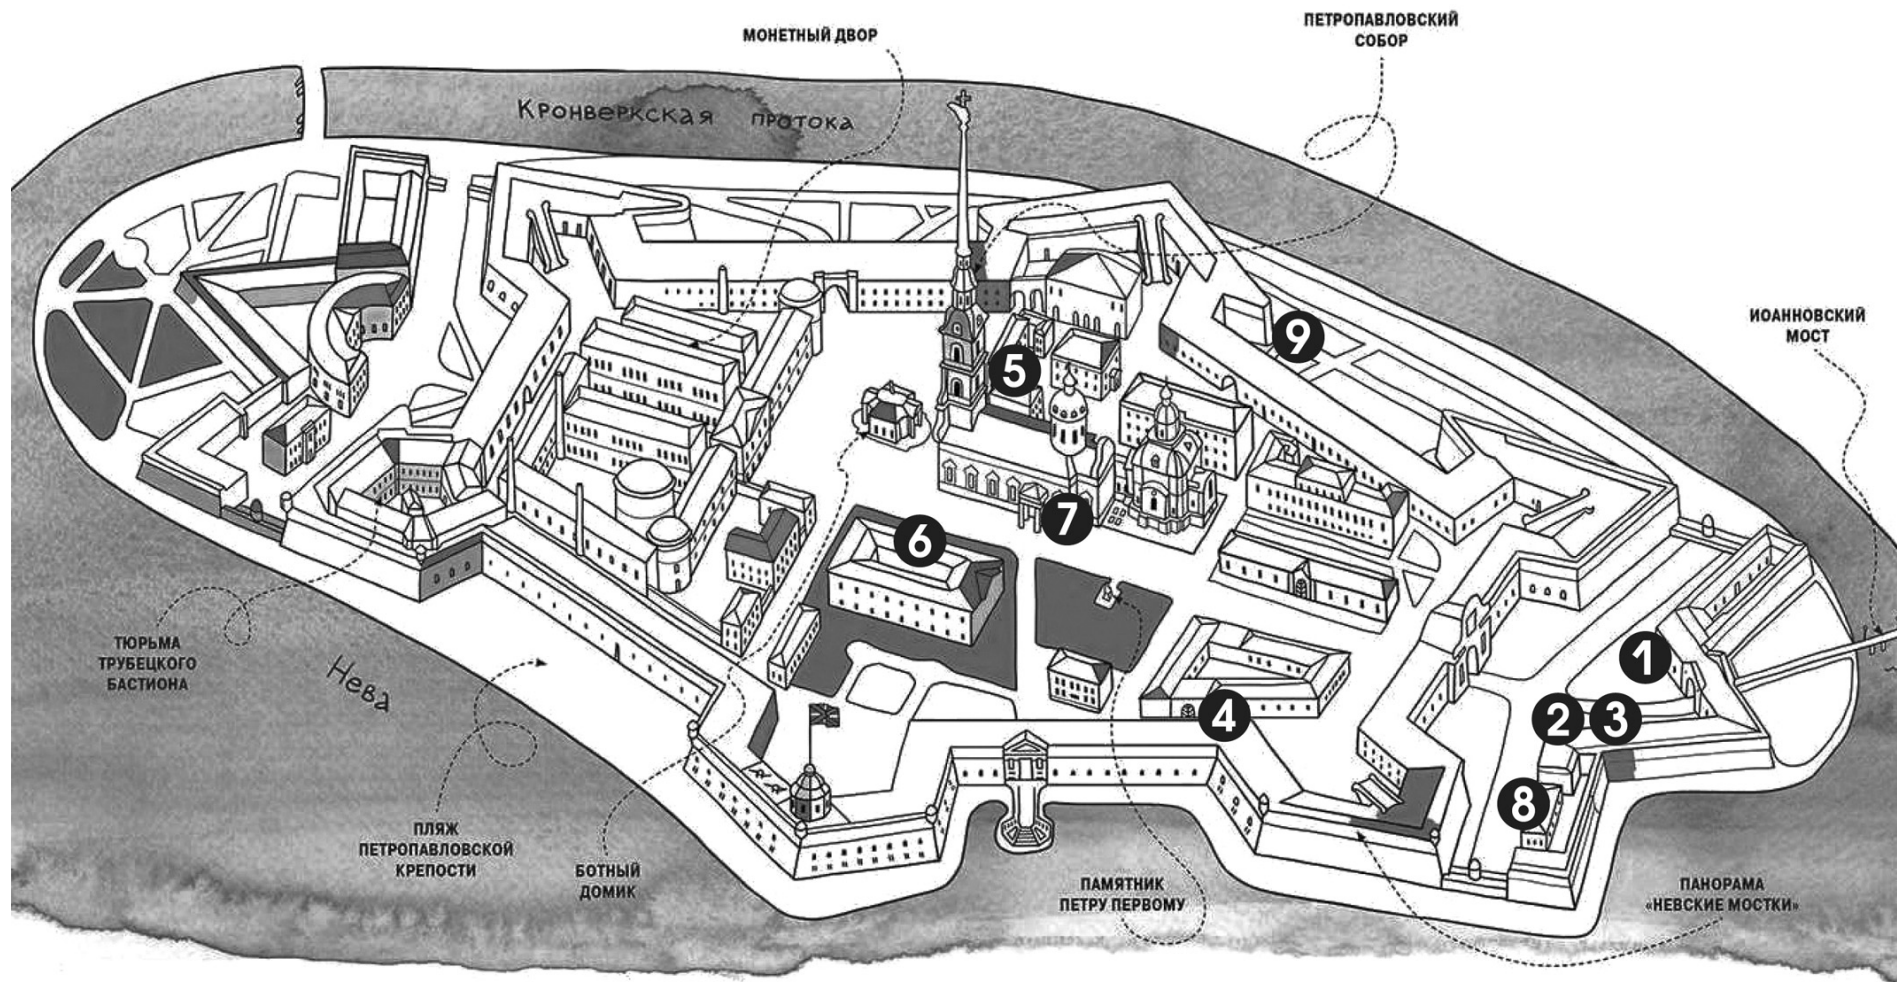 МОНЕТНЫЙ ДВОР
ПЕТРОПАВЛОВСКИЙ
СОБОР
Кронверкская протока
ИОАННОВСКИЙ
МОСТ
9
5
6
7
1
2
3
4
8
ТЮРЬМА
ТРУБЕЦКОГО
БАСТИОНА
Нева
ПЛЯЖ
ПЕТРОПАВЛОВСКОЙ
КРЕПОСТИ
БОТНЫЙ
ДОМИК
ПАМЯТНИК
ПЕТРУ ПЕРВОМУ
ПАНОРАМА
«НЕВСКИЕ МОСТКИ»